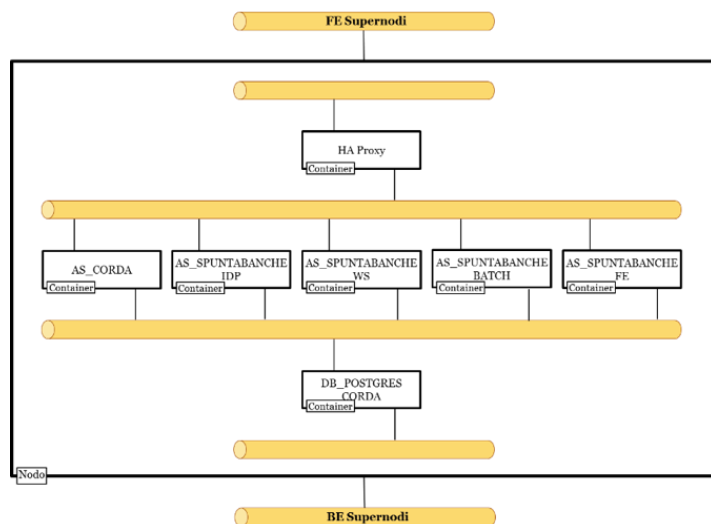 FE Supernodi
HA Proxy
Container
AS_CORDA
Container
AS_SPUNTABANCHE
IDP
Container
AS_SPUNTABANCHE
WS
Container
AS_SPUNTABANCHE
BATCH
Container
AS_SPUNTABANCHE
FE
Container
DB_POSTGRES
CORDA
Container
Nodo
BE Supernodi